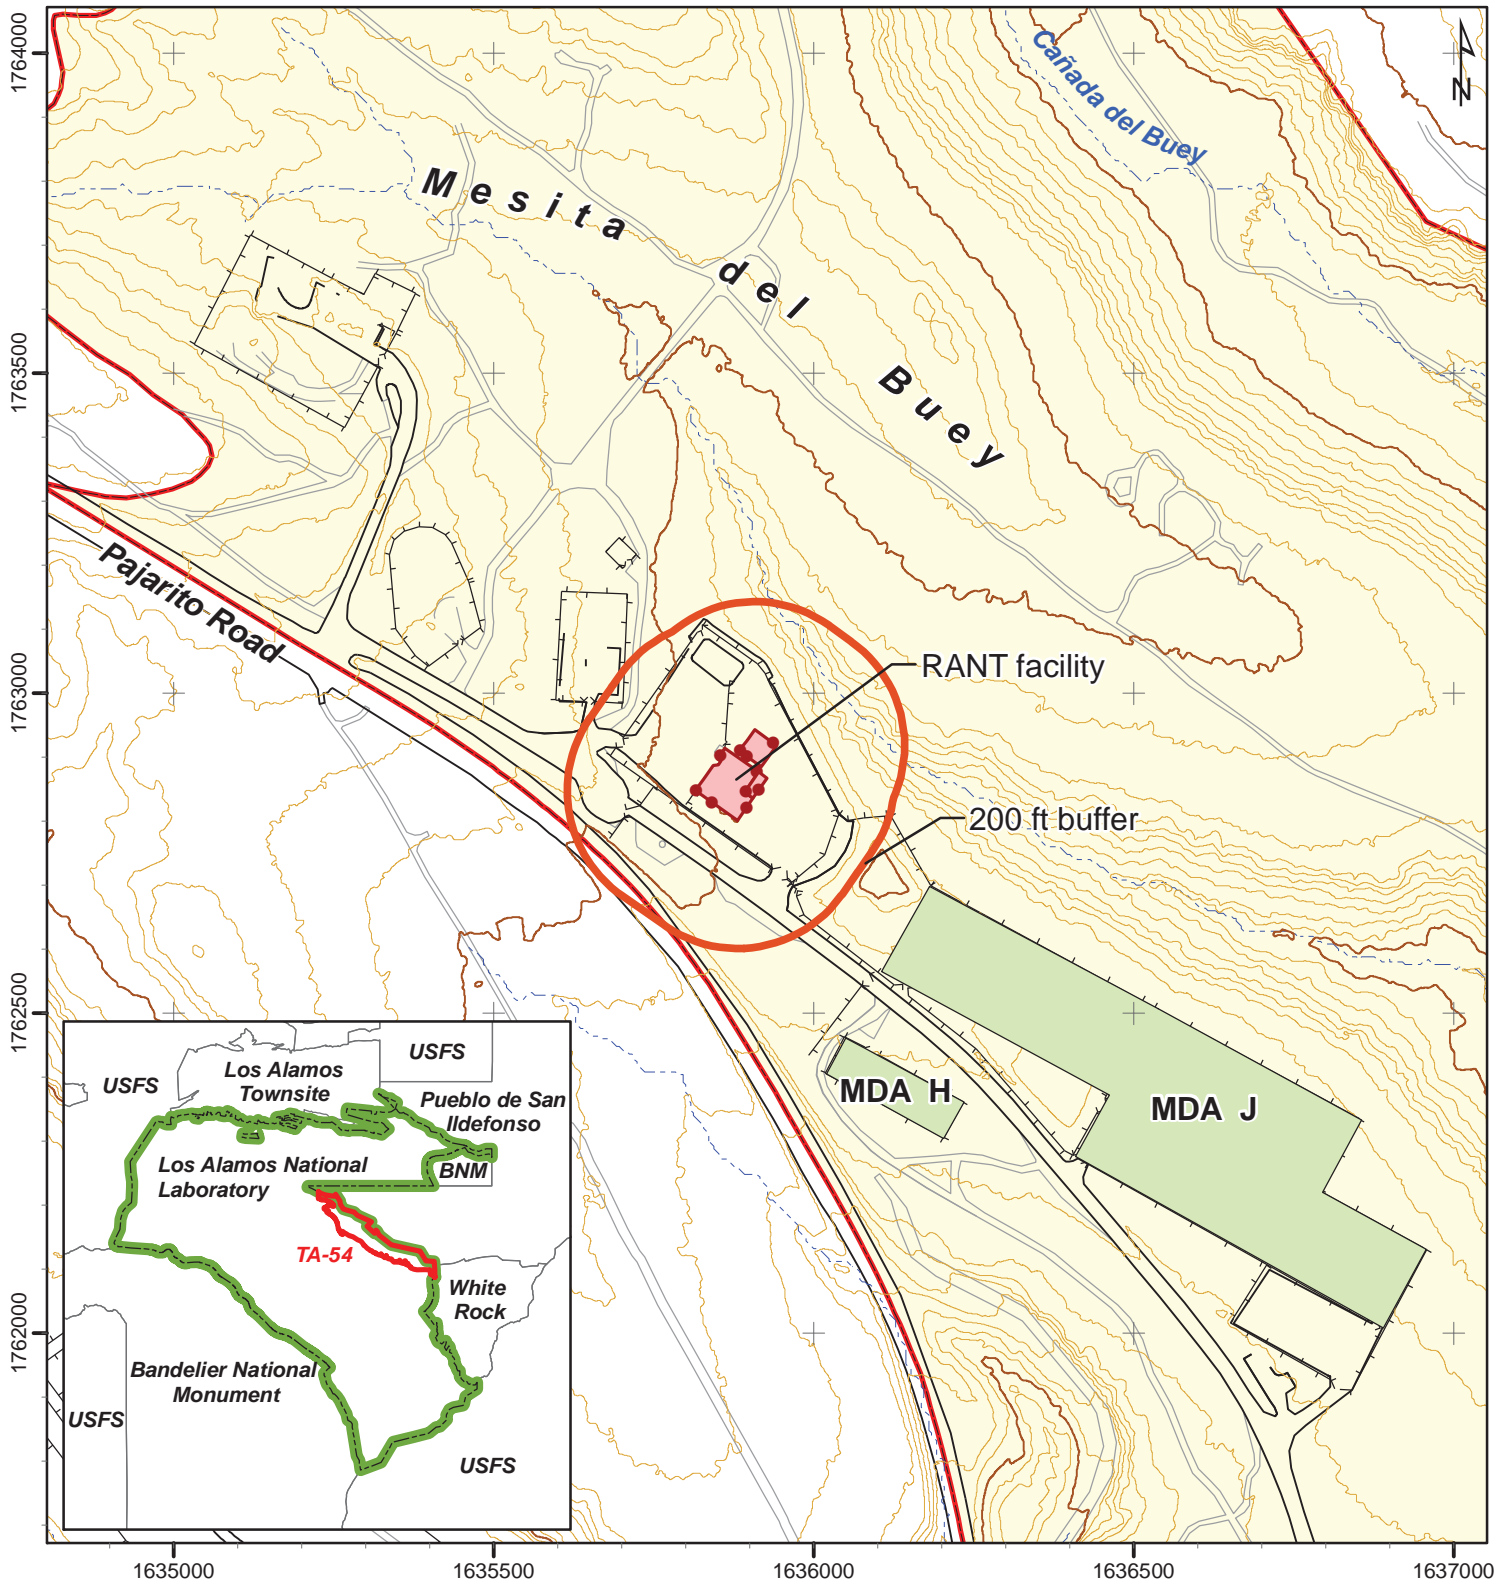 1764000
1763500
1763000
1762500
1762000
N
Cañada del Buey
Mesita
del
Buey
Pajarito Road
RANT facility
200 ft buffer
MDA H
MDA J
USFS
USFS
Los Alamos
Townsite
Pueblo de San
Ildefonso
BNM
Los Alamos National
Laboratory
TA-54
White
Rock
Bandelier National
Monument
USFS
USFS
1635000
1635500
1636000
1636500
1637000